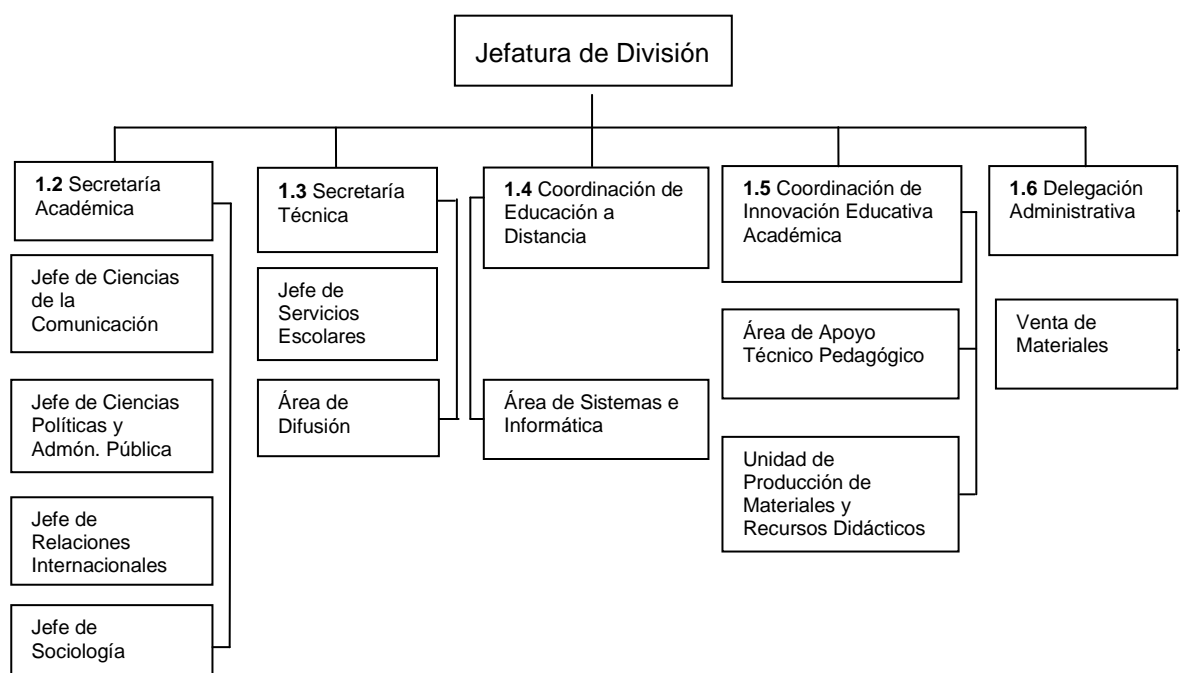 Jefatura de División
1.2 Secretaría
Académica
Jefe de Ciencias
de la
Comunicación
Jefe de Ciencias
Políticas y
Admón. Pública
Jefe de
Relaciones
Internacionales
Jefe de
Sociología
1.3 Secretaría
Técnica
Jefe de
Servicios
Escolares
Área de
Difusión
1.4 Coordinación de
Educación a
Distancia
Área de Sistemas e
Informática
1.5 Coordinación de
Innovación Educativa
Académica
Área de Apoyo
Técnico Pedagógico
Unidad de
Producción de
Materiales y
Recursos Didácticos
1.6 Delegación
Administrativa
Venta de
Materiales